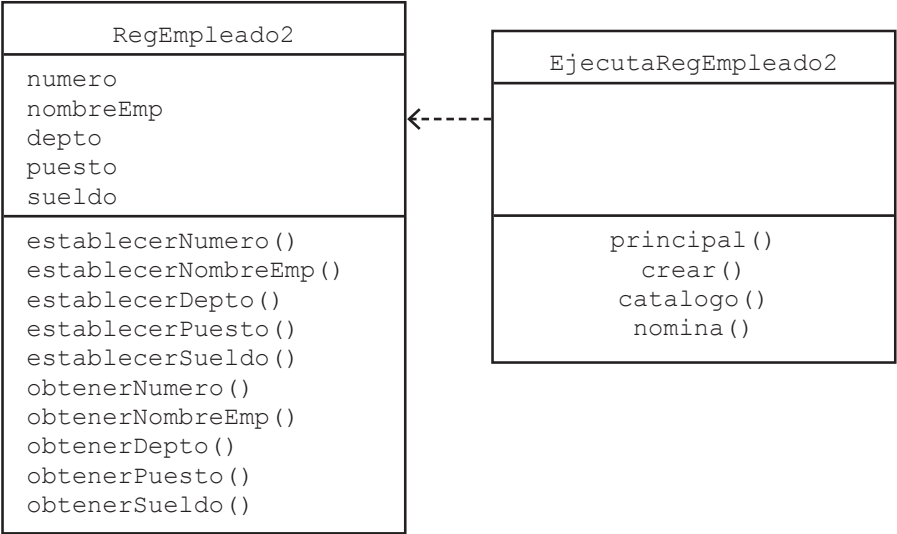 RegEmpleado2
numero
nombreEmp
depto
puesto
sueldo
establecerNumero()
establecerNombreEmp()
establecerDepto()
establecerPuesto()
establecerSueldo()
obtenerNumero()
obtenerNombreEmp()
obtenerDepto()
obtenerPuesto()
obtenerSueldo()
EjecutaRegEmpleado2
principal()
crear()
catalogo()
nomina()